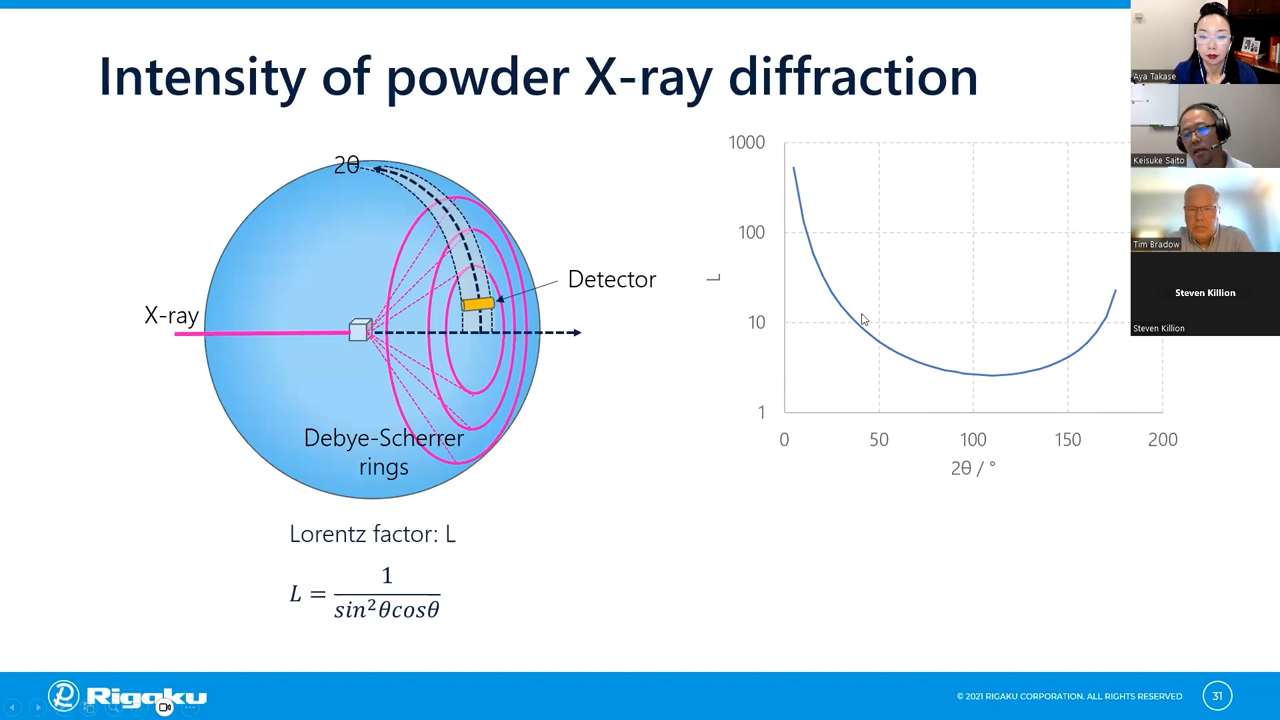 Intensity of powder X-ray diffraction
2θ
Detector
X-ray
Debye-Scherrer
rings
Lorentz factor: L
L = 1 / sin²θcosθ
1000
100
10
1
L
0
50
100
150
200
2θ / °
Aya Takase
Keisuke Saito
Tim Bradow
Steven Killion
Steven Killion
Rigaku
© 2021 RIGAKU CORPORATION. ALL RIGHTS RESERVED
31